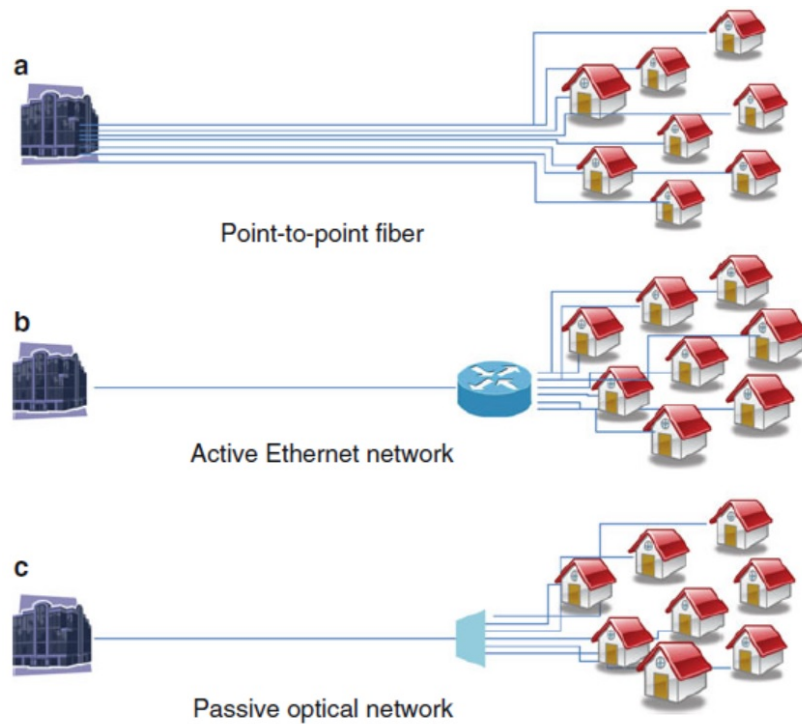 a
Point-to-point fiber
b
Active Ethernet network
c
Passive optical network